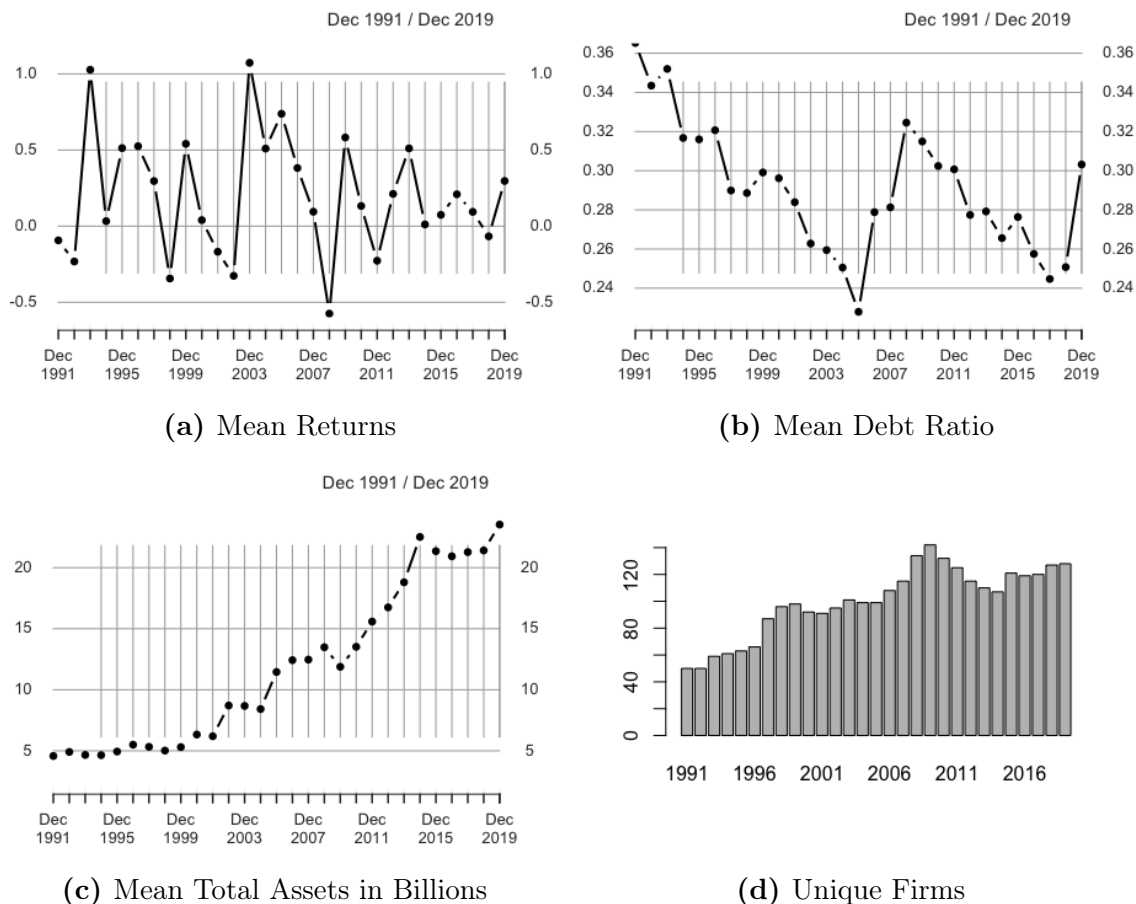 Dec 1991 / Dec 2019
1.0 1.0
0.5 0.5
0.0 0.0
-0.5 -0.5
Dec Dec Dec Dec Dec Dec Dec Dec
1991 1995 1999 2003 2007 2011 2015 2019
(a) Mean Returns
Dec 1991 / Dec 2019
0.36 0.36
0.34 0.34
0.32 0.32
0.30 0.30
0.28 0.28
0.26 0.26
0.24 0.24
Dec Dec Dec Dec Dec Dec Dec Dec
1991 1995 1999 2003 2007 2011 2015 2019
(b) Mean Debt Ratio
Dec 1991 / Dec 2019
20 20
15 15
10 10
5 5
Dec Dec Dec Dec Dec Dec Dec Dec
1991 1995 1999 2003 2007 2011 2015 2019
(c) Mean Total Assets in Billions
120
80
40
0
1991 1996 2001 2006 2011 2016
(d) Unique Firms